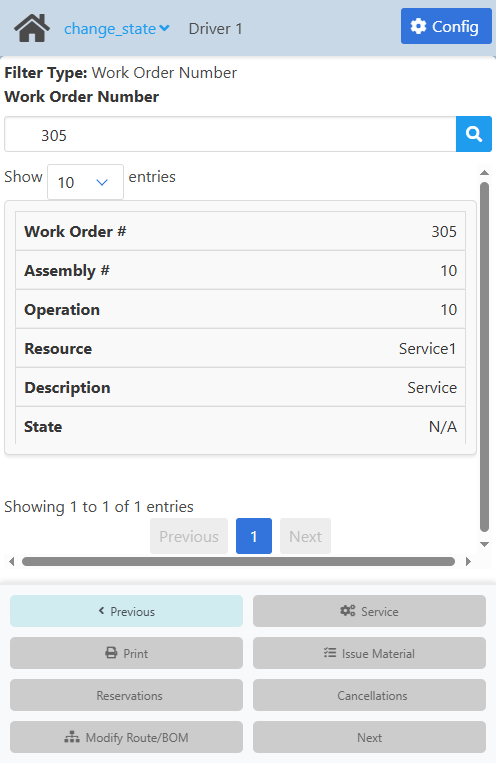 change_state Driver 1 Config
Filter Type: Work Order Number
Work Order Number
305
Show 10 entries
Work Order # 305
Assembly # 10
Operation 10
Resource Service1
Description Service
State N/A
Showing 1 to 1 of 1 entries
Previous 1 Next
Previous Service
Print Issue Material
Reservations Cancellations
Modify Route/BOM Next